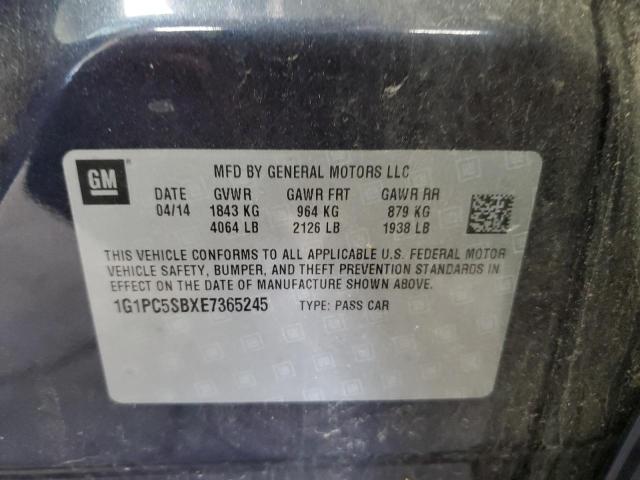 GM
MFD BY GENERAL MOTORS LLC
DATE GVWR GAWR FRT GAWR RR
04/14 1843 KG 964 KG 879 KG
4064 LB 2126 LB 1938 LB
THIS VEHICLE CONFORMS TO ALL APPLICABLE U.S. FEDERAL MOTOR
VEHICLE SAFETY, BUMPER, AND THEFT PREVENTION STANDARDS IN
EFFECT ON THE DATE OF MANUFACTURE SHOWN ABOVE.
1G1PC5SBXE7365245 TYPE: PASS CAR